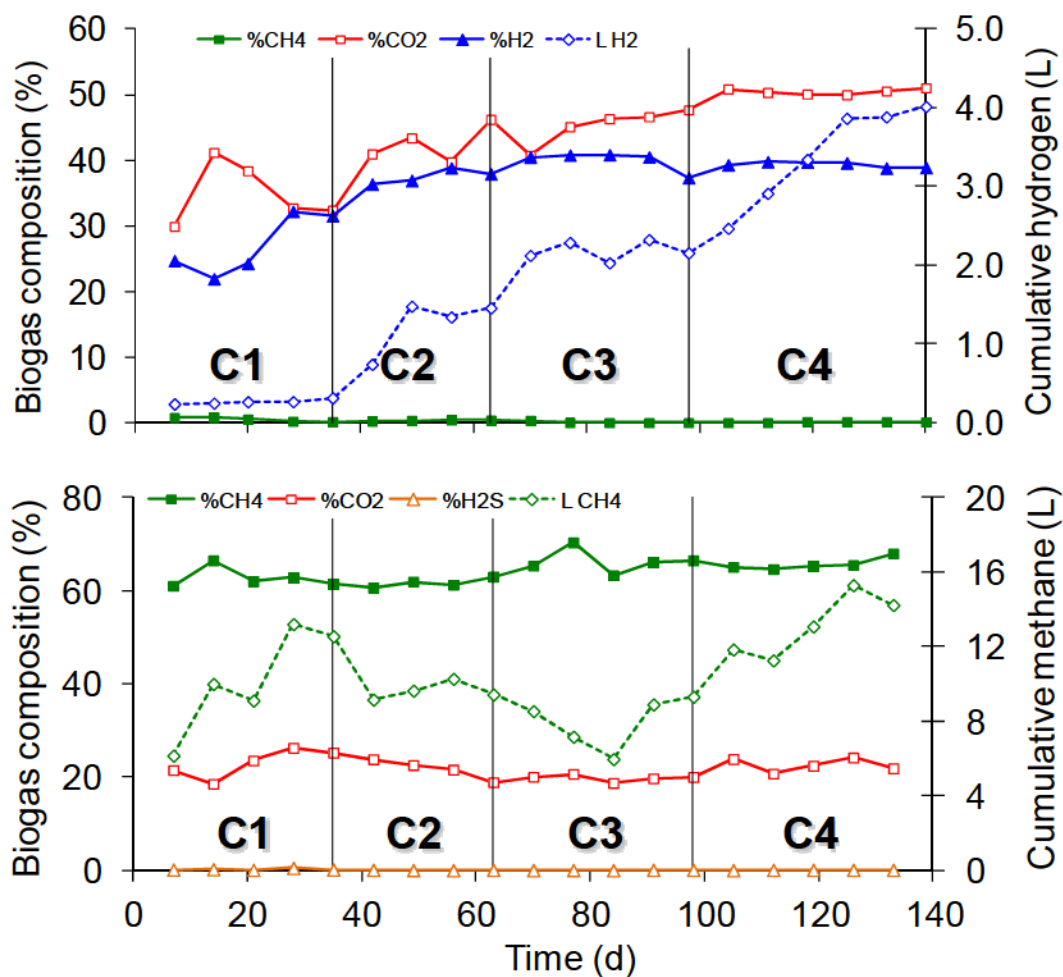 Biogas composition (%)
60
50
40
30
20
10
0
%CH4 %CO2 %H2 L H2
C1 C2 C3 C4
5.0
4.0
3.0
2.0
1.0
0.0
Cumulative hydrogen (L)
Biogas composition (%)
80
60
40
20
0
%CH4 %CO2 %H2S L CH4
C1 C2 C3 C4
20
16
12
8
4
0
Cumulative methane (L)
0 20 40 60 80 100 120 140
Time (d)